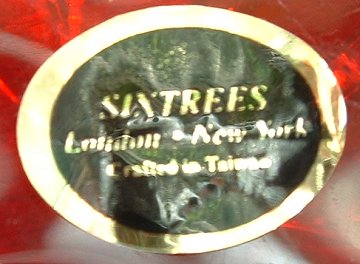 SIXTREES
London • New York
Crafted in Taiwan